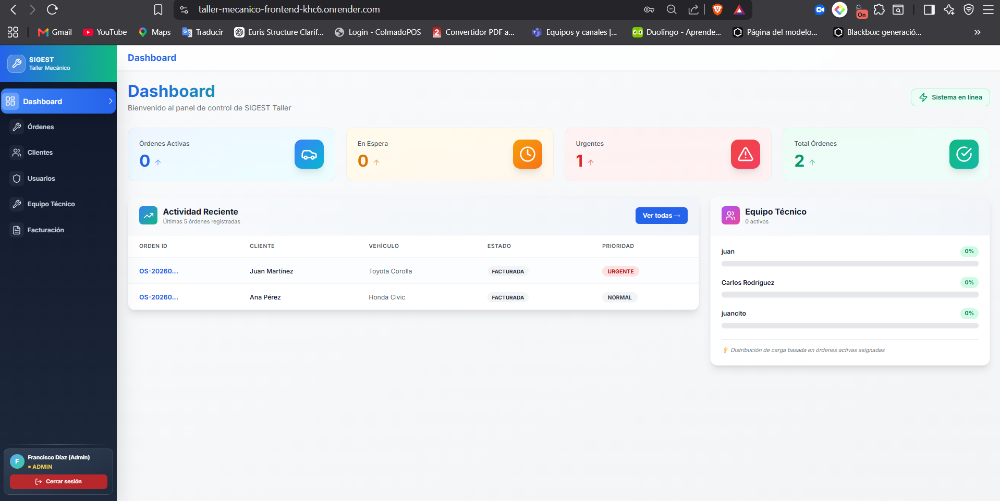 taller-mecanico-frontend-khc6.onrender.com
On
Gmail
YouTube
Maps
Traducir
Euris Structure Clarif...
Login - ColmadoPOS
Convertidor PDF a...
Equipos y canales |...
Duolingo - Aprende...
Página del modelo...
Blackbox: generació...
SIGEST
Taller Mecánico
Dashboard
Órdenes
Clientes
Usuarios
Equipo Técnico
Facturación
F
Francisco Díaz (Admin)
ADMIN
Cerrar sesión
Dashboard
Dashboard
Bienvenido al panel de control de SIGEST Taller
Sistema en línea
Órdenes Activas
0 ↑
En Espera
0 ↑
Urgentes
1 ↑
Total Órdenes
2 ↑
Actividad Reciente
Últimas 5 órdenes registradas
Ver todas →
ORDEN ID CLIENTE VEHÍCULO ESTADO PRIORIDAD
OS-20260... Juan Martínez Toyota Corolla FACTURADA URGENTE
OS-20260... Ana Pérez Honda Civic FACTURADA NORMAL
Equipo Técnico
0 activos
juan 0%
Carlos Rodríguez 0%
juancito 0%
Distribución de carga basada en órdenes activas asignadas